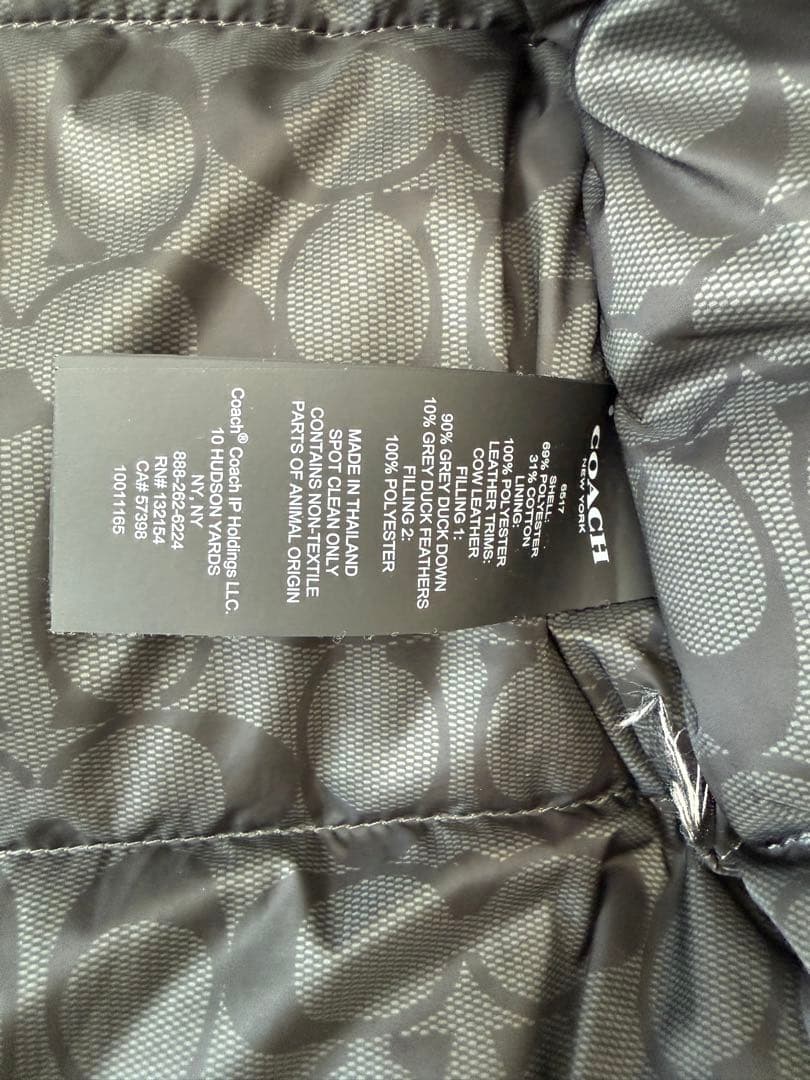 COACH
NEW YORK
6517
SHELL:
69% POLYESTER
31% COTTON
LINING:
100% POLYESTER
LEATHER TRIMS:
COW LEATHER
FILLING 1:
90% GREY DUCK DOWN
10% GREY DUCK FEATHERS
FILLING 2:
100% POLYESTER
MADE IN THAILAND
SPOT CLEAN ONLY
CONTAINS NON-TEXTILE
PARTS OF ANIMAL ORIGIN
Coach® Coach IP Holdings LLC.
10 HUDSON YARDS
NY, NY
888-262-6224
RN# 132154
CA# 57398
10011165